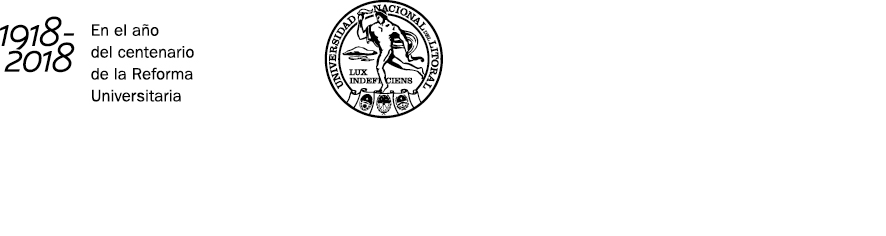 1918-
2018
En el año
del centenario
de la Reforma
Universitaria
UNIVERSIDAD NACIONAL DEL LITORAL
LUX
INDEFICIENS